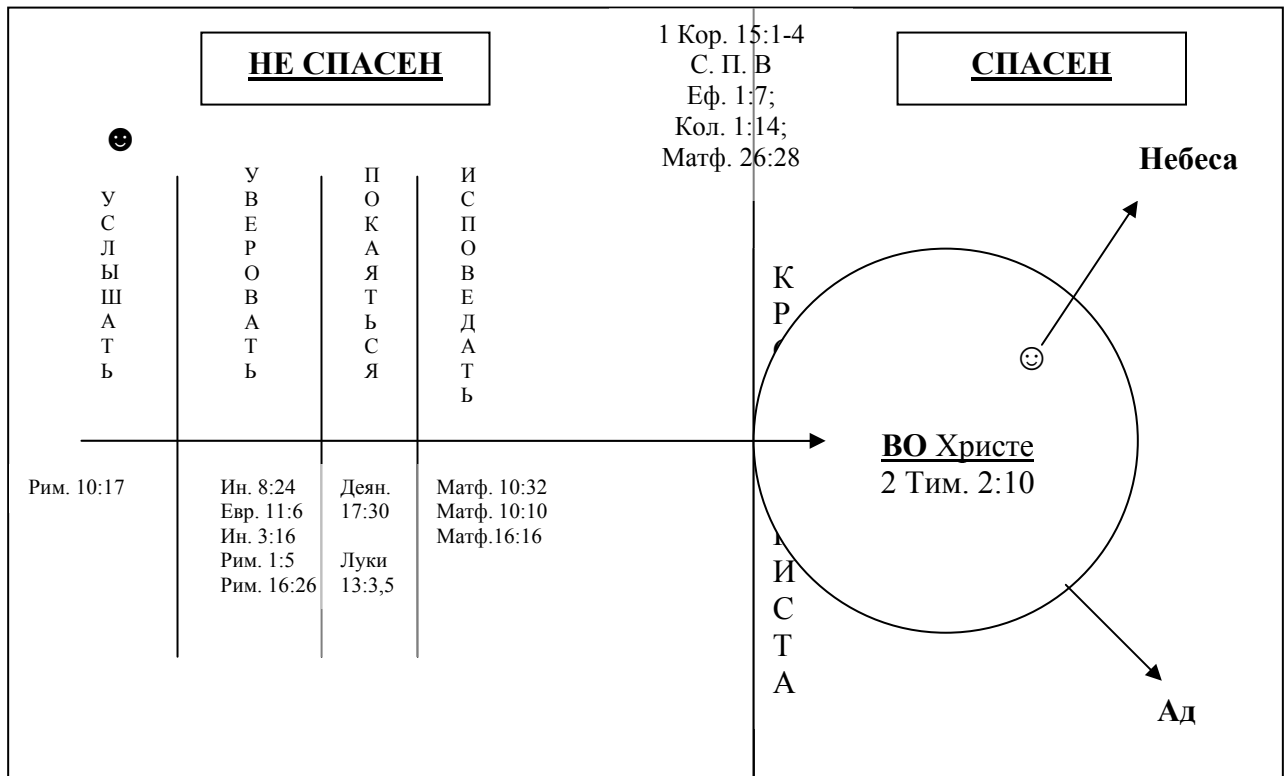 НЕ СПАСЕН
1 Кор. 15:1-4
С. П. В
Еф. 1:7;
Кол. 1:14;
Матф. 26:28
СПАСЕН
УСЛЫШАТЬ
УВЕРОВАТЬ
ПОКАЯТЬСЯ
ИСПОВЕДАТЬ
Небеса
КР
ИСТА
ВО Христе
2 Тим. 2:10
Рим. 10:17
Ин. 8:24
Евр. 11:6
Ин. 3:16
Рим. 1:5
Рим. 16:26
Деян.
17:30
Луки
13:3,5
Матф. 10:32
Матф. 10:10
Матф.16:16
Ад